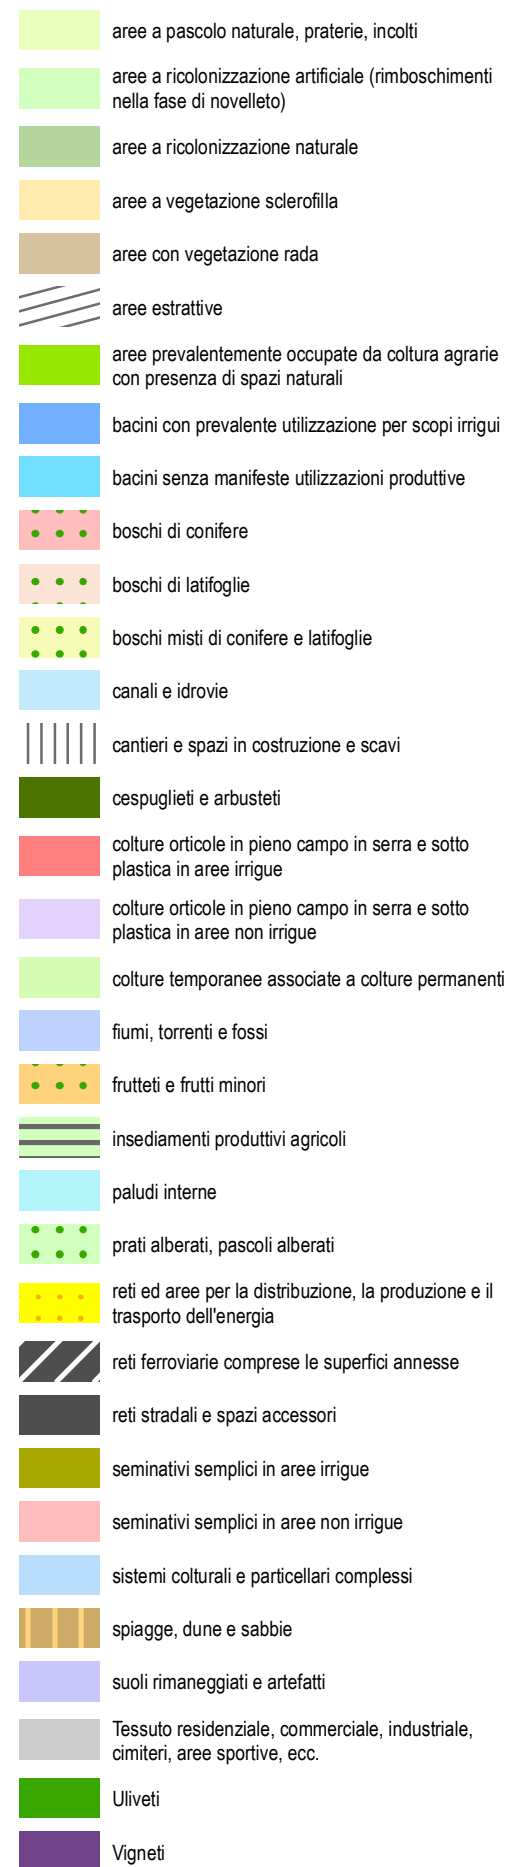 aree a pascolo naturale, praterie, incolti
aree a ricolonizzazione artificiale (rimboschimenti
nella fase di novelleto)
aree a ricolonizzazione naturale
aree a vegetazione sclerofilla
aree con vegetazione rada
aree estrattive
aree prevalentemente occupate da coltura agrarie
con presenza di spazi naturali
bacini con prevalente utilizzazione per scopi irrigui
bacini senza manifeste utilizzazioni produttive
boschi di conifere
boschi di latifoglie
boschi misti di conifere e latifoglie
canali e idrovie
cantieri e spazi in costruzione e scavi
cespuglieti e arbusteti
colture orticole in pieno campo in serra e sotto
plastica in aree irrigue
colture orticole in pieno campo in serra e sotto
plastica in aree non irrigue
colture temporanee associate a colture permanenti
fiumi, torrenti e fossi
frutteti e frutti minori
insediamenti produttivi agricoli
paludi interne
prati alberati, pascoli alberati
reti ed aree per la distribuzione, la produzione e il
trasporto dell'energia
reti ferroviarie comprese le superfici annesse
reti stradali e spazi accessori
seminativi semplici in aree irrigue
seminativi semplici in aree non irrigue
sistemi colturali e particellari complessi
spiagge, dune e sabbie
suoli rimaneggiati e artefatti
Tessuto residenziale, commerciale, industriale,
cimiteri, aree sportive, ecc.
Uliveti
Vigneti